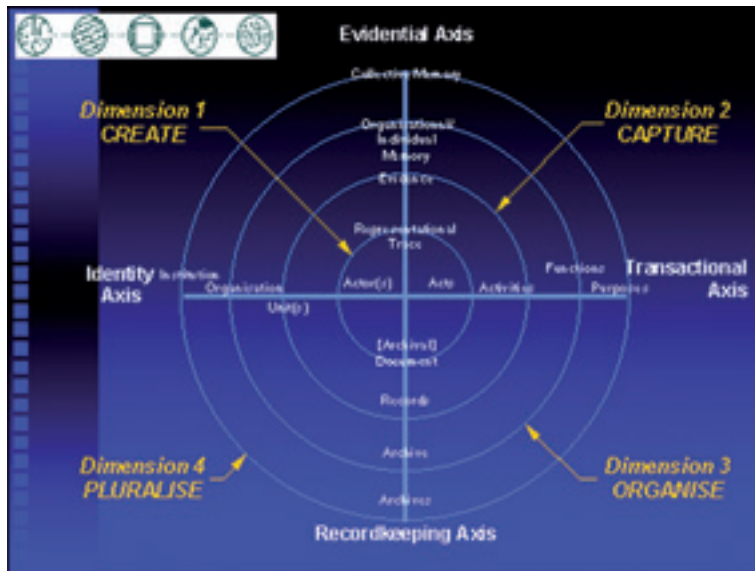 Evidential Axis
Collective Memory
Dimension 1
CREATE
Dimension 2
CAPTURE
Organisational/
Individual
Memory
Evidence
Representational
Trace
Identity
Axis
Institution
Organisation
Unit(s)
Actor(s)
Acts
Activities
Functions
Purposes
Transactional
Axis
[Archival]
Document
Records
Archive
Archives
Dimension 4
PLURALISE
Dimension 3
ORGANISE
Recordkeeping Axis